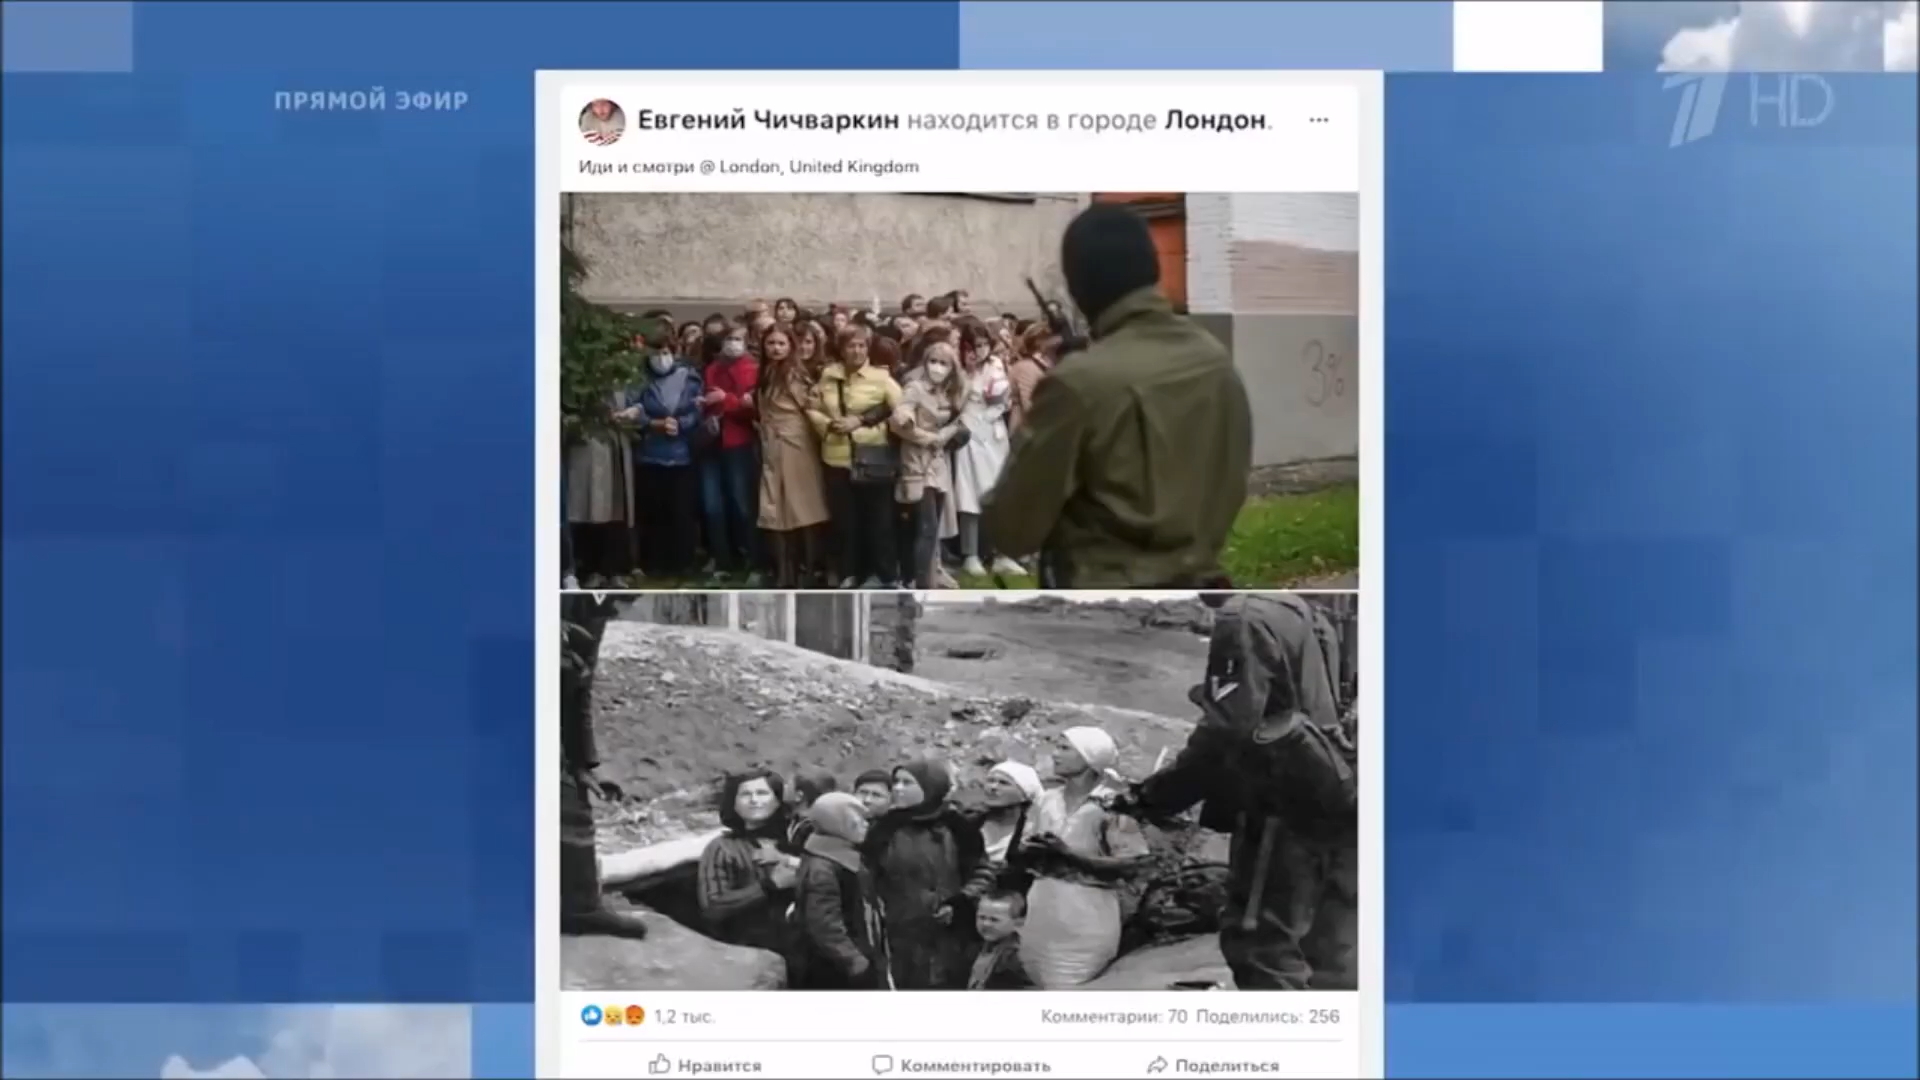 ПРЯМОЙ ЭФИР
1 HD
Евгений Чичваркин находится в городе Лондон.
Иди и смотри @ London, United Kingdom
3%
1,2 тыс.
Комментарии: 70 Поделились: 256
Нравится
Комментировать
Поделиться